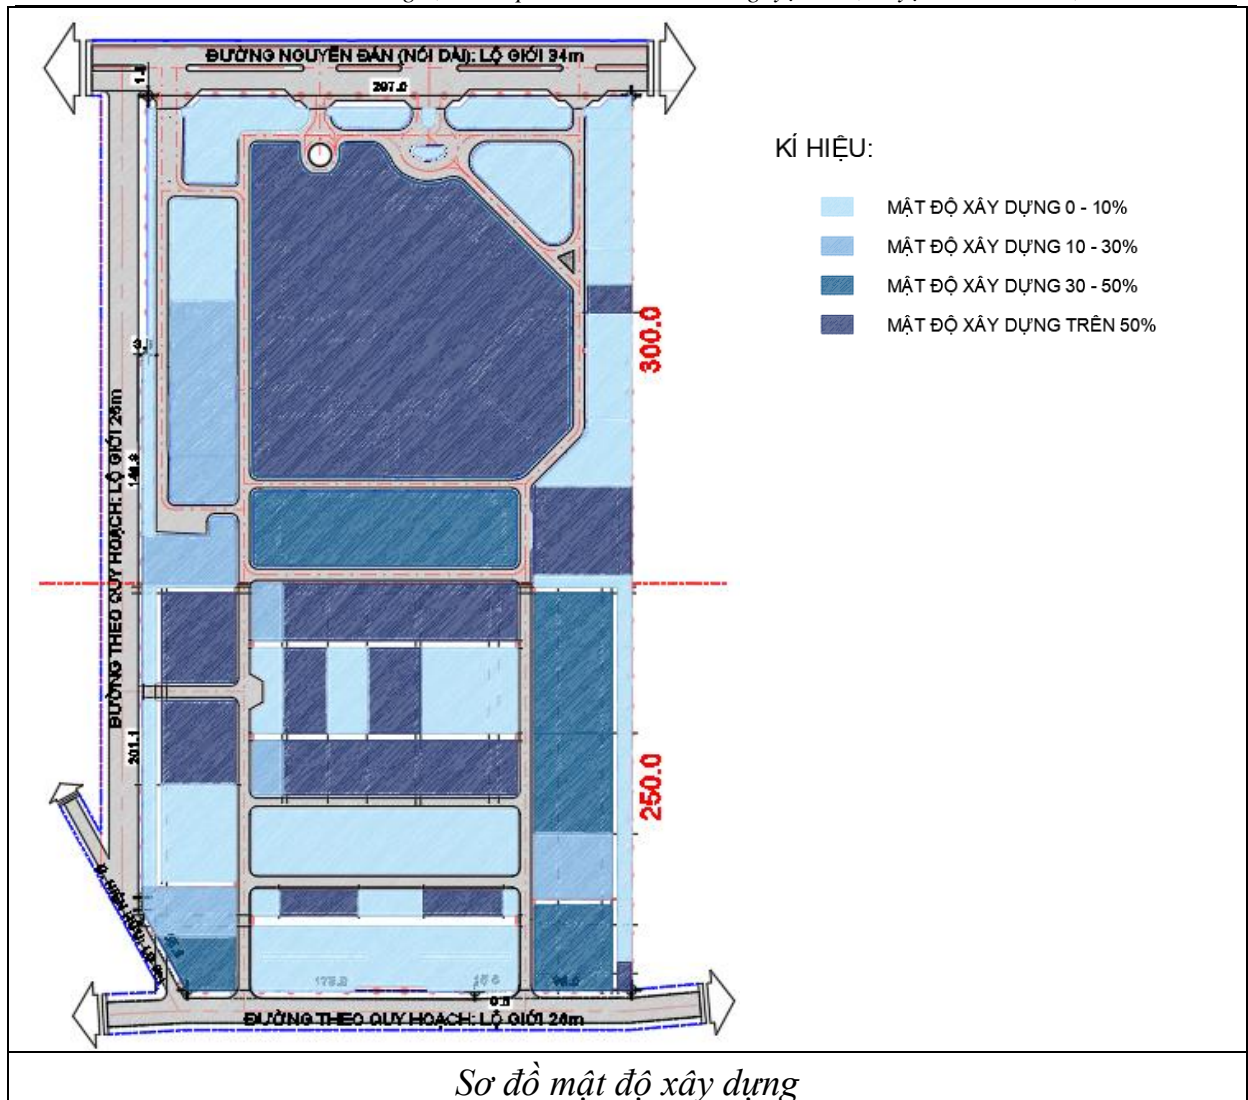 ĐƯỜNG NGUYỄN ĐÁN (NỐI DÀI): LỘ GIỚI 34m
297.0
KÍ HIỆU:
MẬT ĐỘ XÂY DỰNG 0 - 10%
MẬT ĐỘ XÂY DỰNG 10 - 30%
MẬT ĐỘ XÂY DỰNG 30 - 50%
MẬT ĐỘ XÂY DỰNG TRÊN 50%
300.0
ĐƯỜNG THEO QUY HOẠCH: LỘ GIỚI 26m
201.1
250.0
ĐƯỜNG THEO QUY HOẠCH: LỘ GIỚI 26m
Sơ đồ mật độ xây dựng